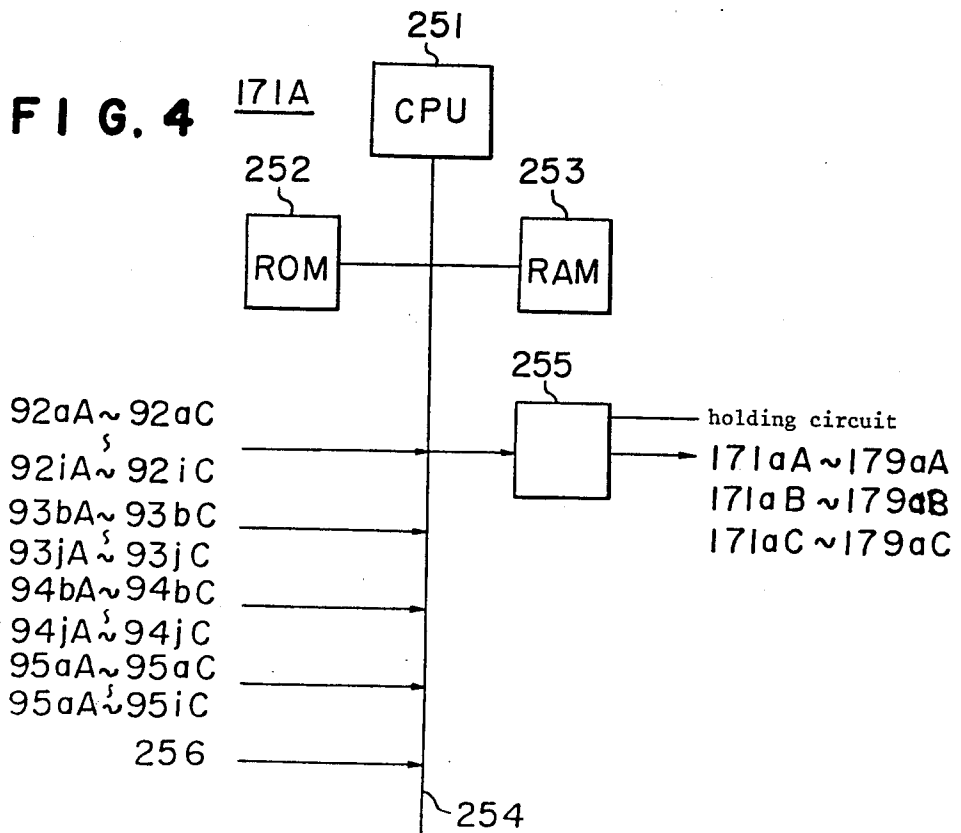 251
FIG. 4
171A
CPU
252
253
ROM
RAM
255
92aA~92aC
holding circuit
92iA~92iC
171aA~179aA
93bA~93bC
171aB~179aB
93jA~93jC
171aC~179aC
94bA~94bC
94jA~94jC
95aA~95aC
95aA~95iC
256
254